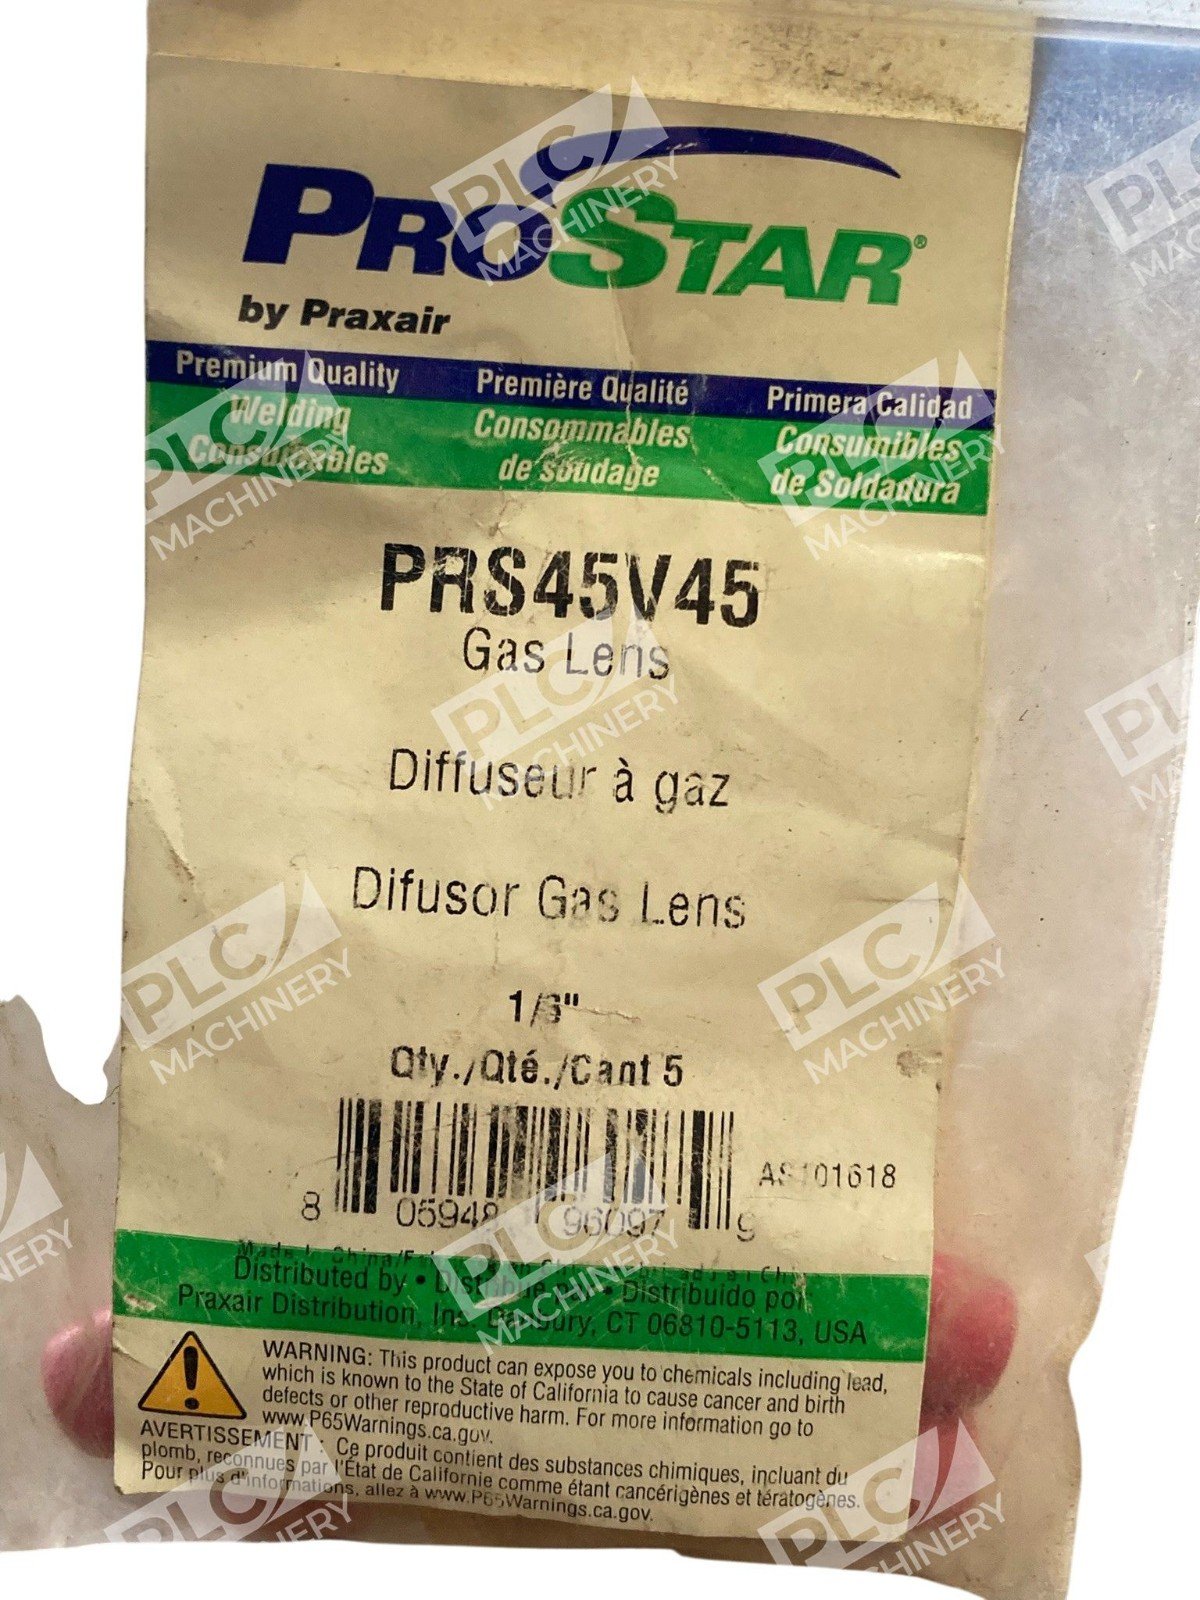 PROSTAR®
by Praxair
Premium Quality Première Qualité Primera Calidad
Welding Consommables Consumibles
Consumables de soudage de Soldadura
PRS45V45
Gas Lens
Diffuseur à gaz
Difusor Gas Lens
Qty./Qté./Cant 5
AS101618
8 05948 96097 9
Made China/
Distributed by • Distribué par • Distribuido por:
Praxair Distribution, Inc. Danbury, CT 06810-5113, USA
WARNING: This product can expose you to chemicals including lead,
which is known to the State of California to cause cancer and birth
defects or other reproductive harm. For more information go to
www.P65Warnings.ca.gov.
AVERTISSEMENT : Ce produit contient des substances chimiques, incluant du
plomb, reconnues par l'État de Californie comme étant cancérigènes et tératogènes.
Pour plus d'informations, allez à www.P65Warnings.ca.gov.
PLC MACHINERY